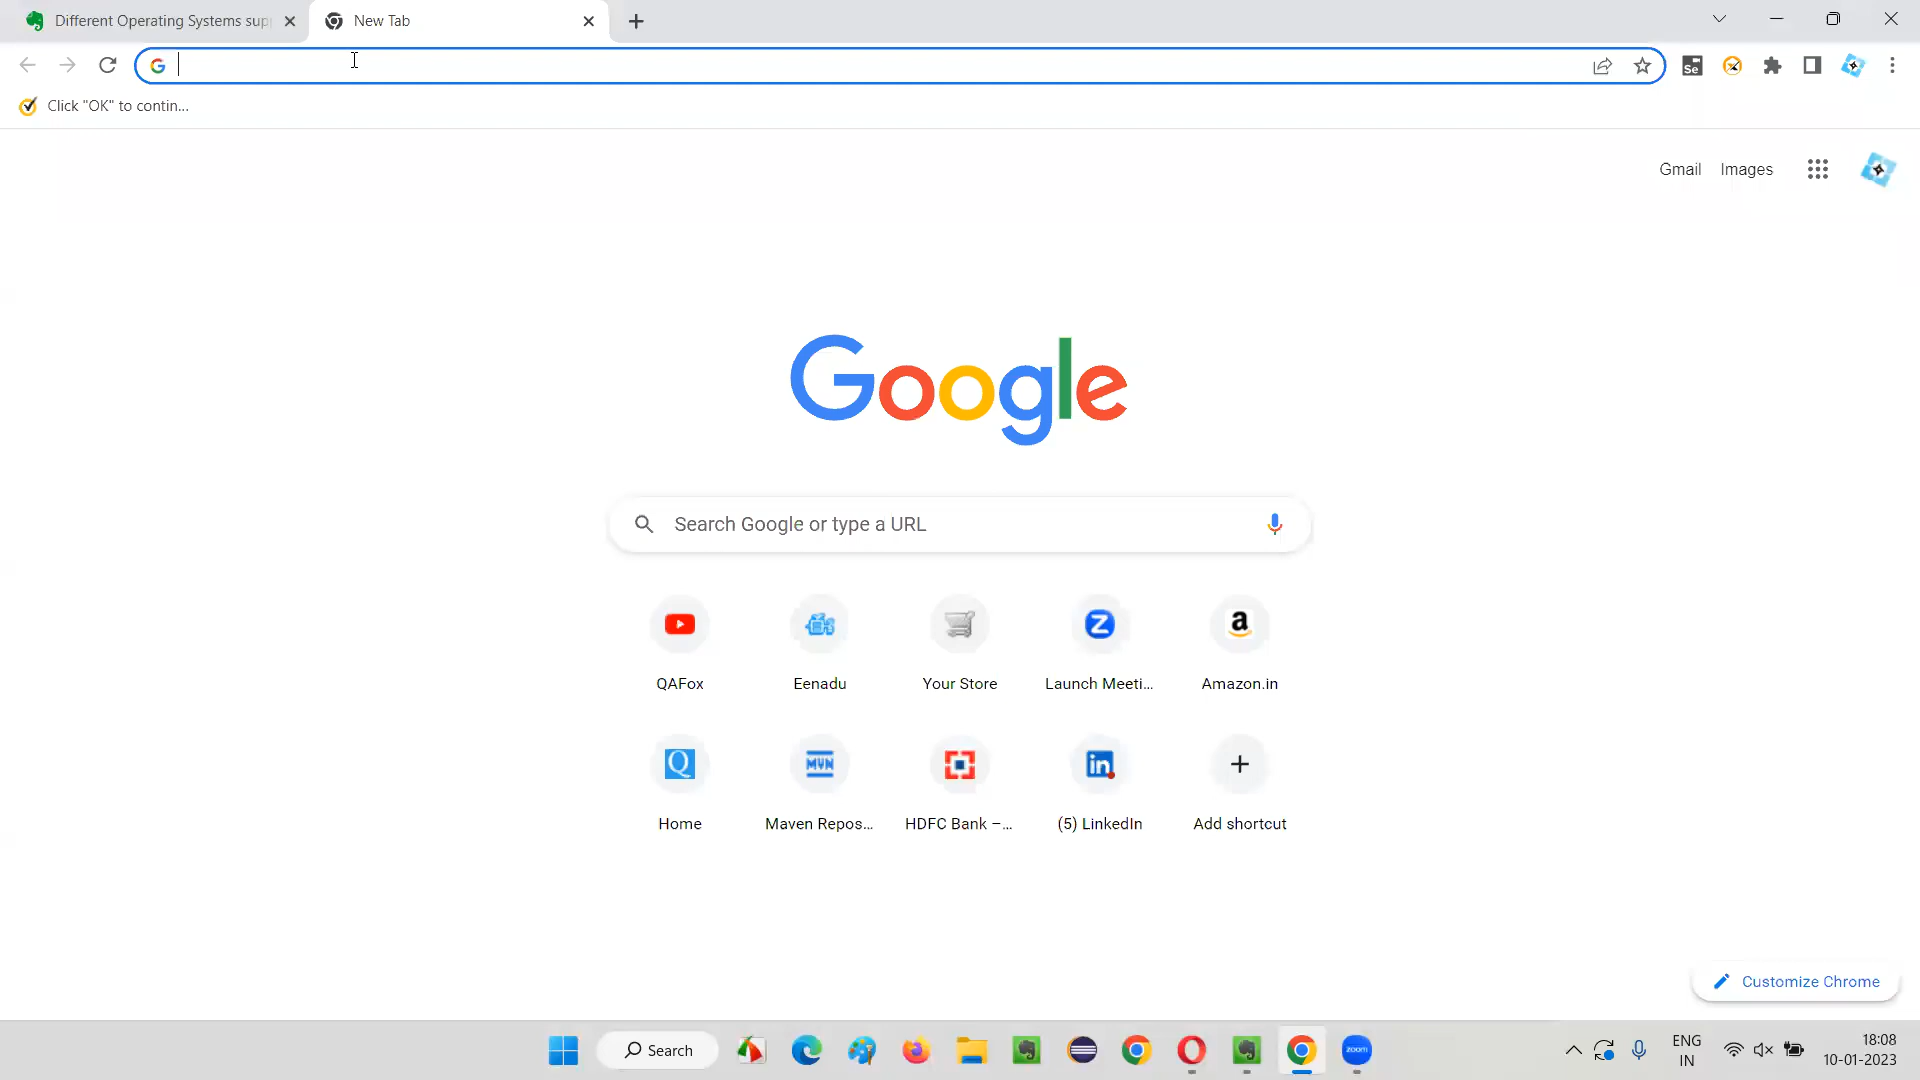 Different Operating Systems sup
New Tab
Click "OK" to contin...
Gmail Images
Google
Search Google or type a URL
QAFox
Eenadu
Your Store
Launch Meeti...
Amazon.in
Home
Maven Repos...
HDFC Bank –...
(5) LinkedIn
Add shortcut
Customize Chrome
Search
zoom
ENG
IN
18:08
10-01-2023